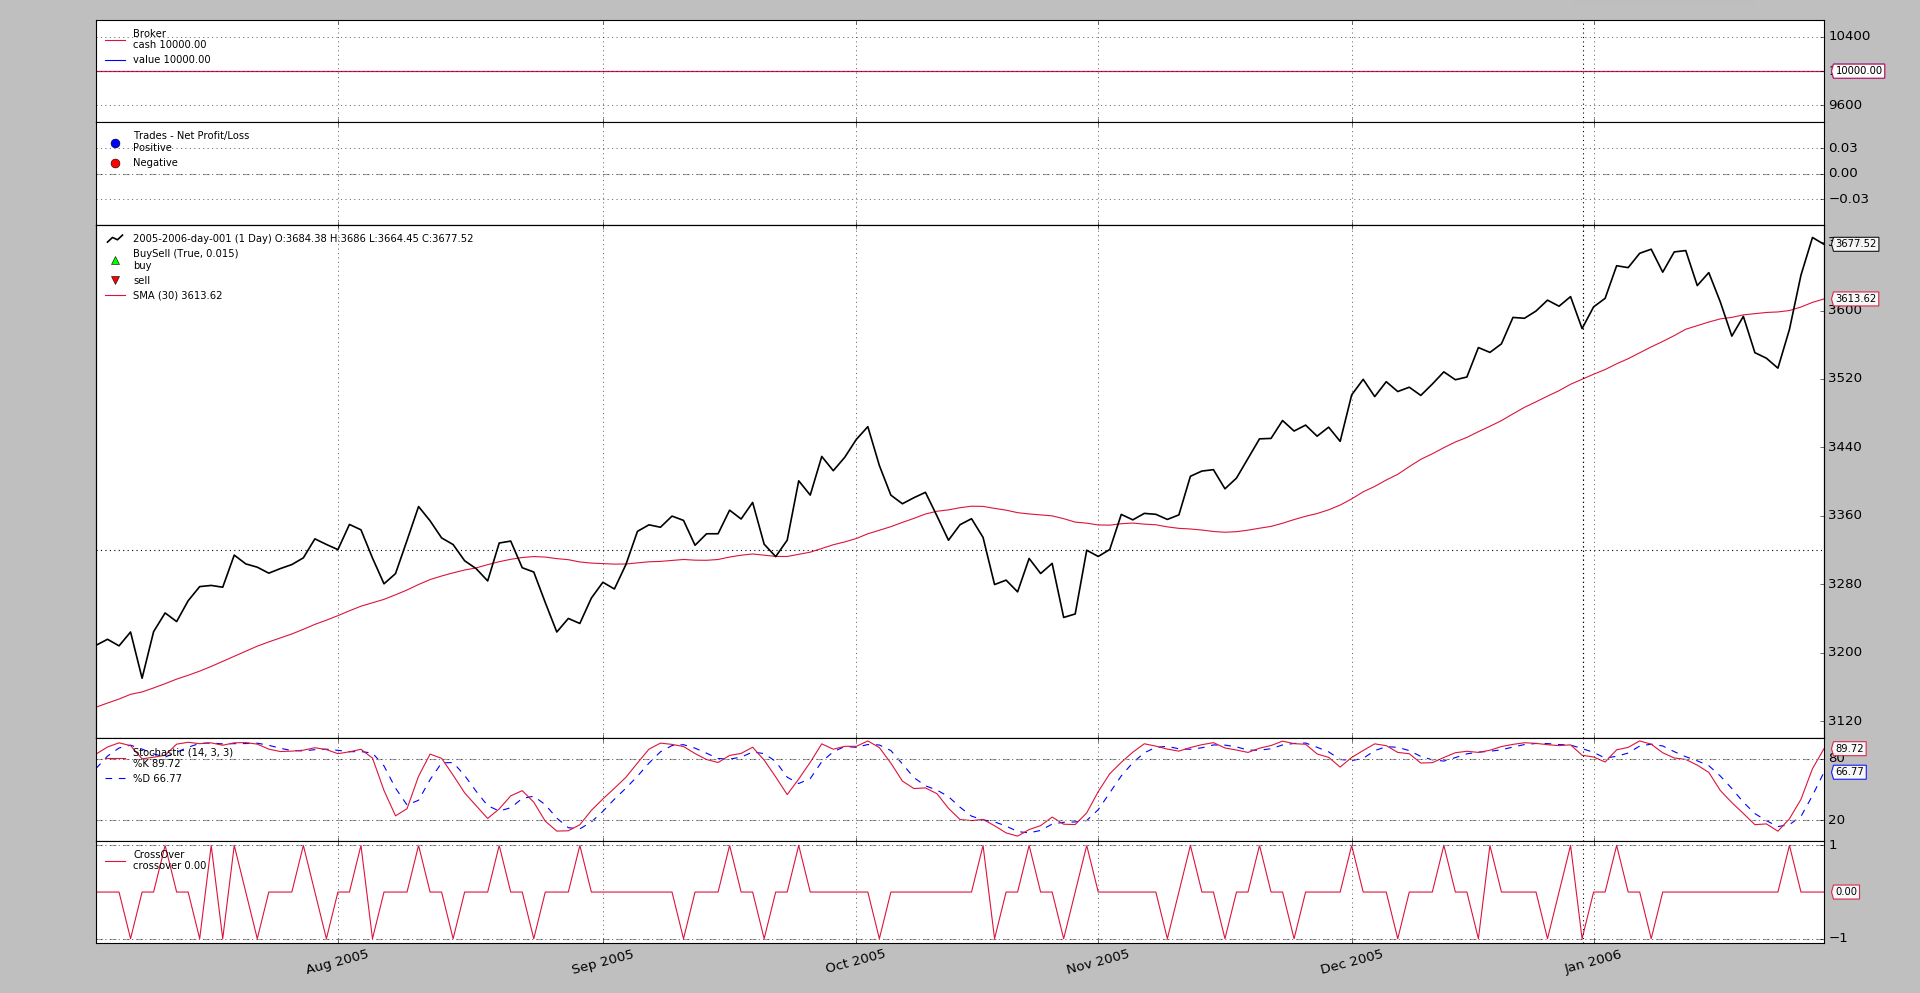 Broker
cash 10000.00
value 10000.00
10400
10000.00
9600
Trades - Net Profit/Loss
Positive
Negative
0.03
0.00
−0.03
2005-2006-day-001 (1 Day) O:3684.38 H:3686 L:3664.45 C:3677.52
BuySell (True, 0.015)
buy
sell
SMA (30) 3613.62
3677.52
3613.62
3600
3520
3440
3360
3280
3200
3120
Stochastic (14, 3, 3)
%K 89.72
%D 66.77
89.72
80
66.77
20
CrossOver
crossover 0.00
1
0.00
−1
Aug 2005
Sep 2005
Oct 2005
Nov 2005
Dec 2005
Jan 2006